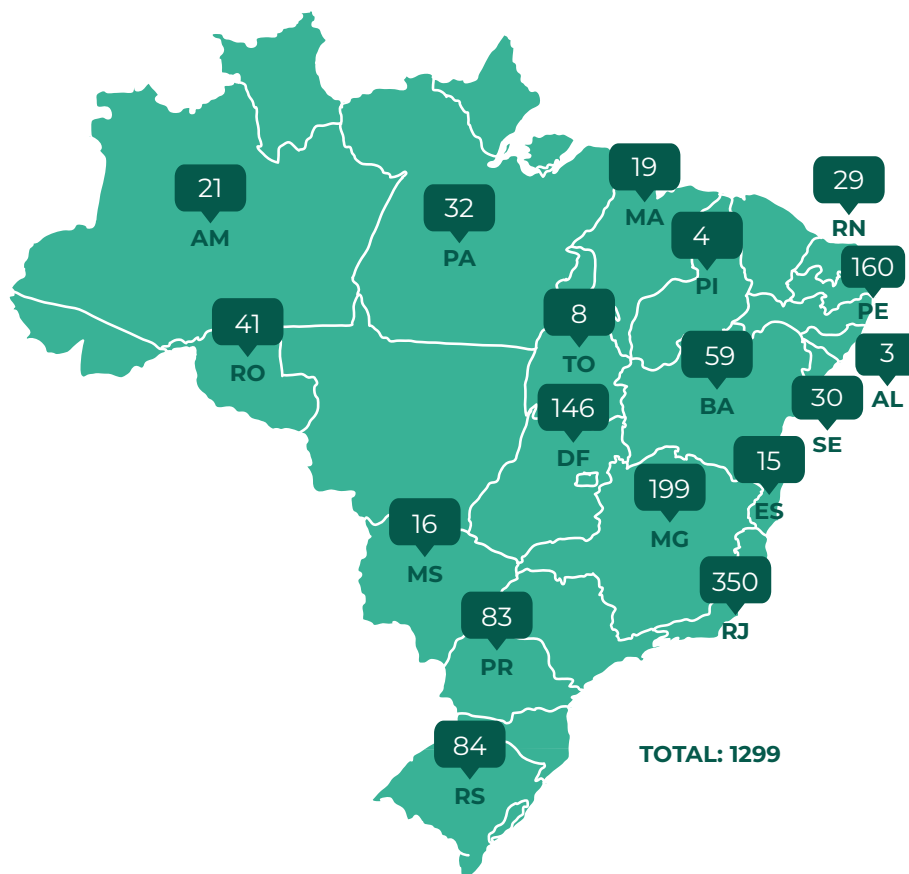 19
MA
29
RN
21
AM
32
PA
4
PI
160
PE
41
RO
8
TO
59
BA
3
AL
30
SE
146
DF
15
ES
199
MG
16
MS
350
RJ
83
PR
84
RS
TOTAL: 1299